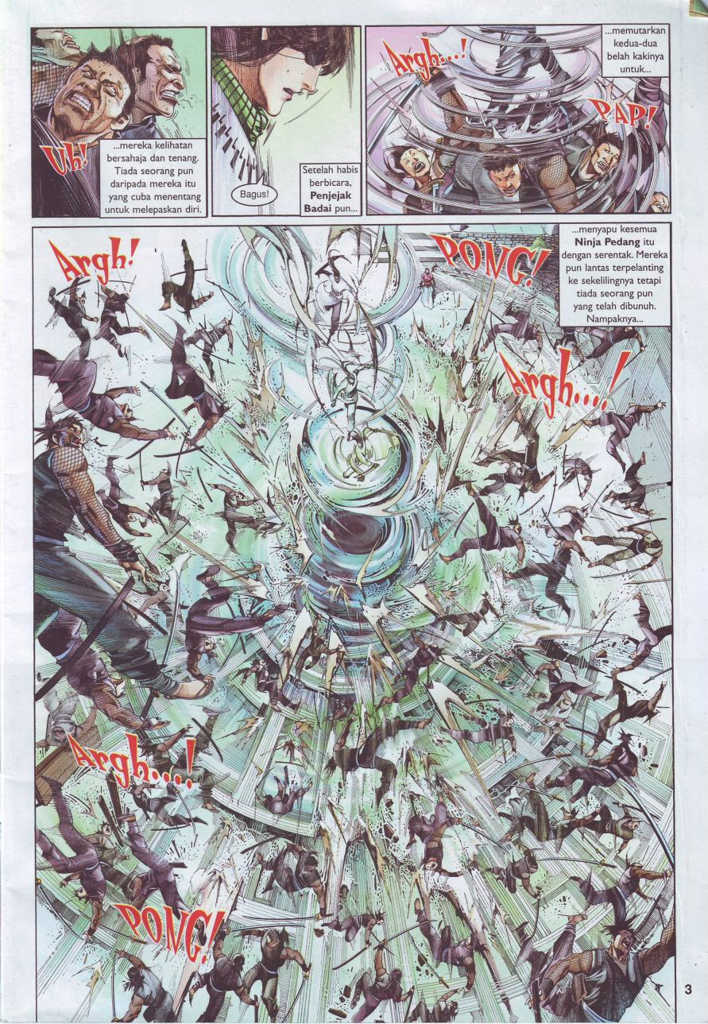 Uh!
...mereka kelihatan
bersahaja dan tenang.
Tiada seorang pun
daripada mereka itu
yang cuba menentang
untuk melepaskan diri.
Bagus!
Setelah habis
berbicara,
Penjejak
Badai pun...
Argh...!
...memutarkan
kedua-dua
belah kakinya
untuk...
PAP!
Argh!
PONG!
...menyapu kesemua
Ninja Pedang itu
dengan serentak. Mereka
pun lantas terpelanting
ke sekelilingnya tetapi
tiada seorang pun
yang telah dibunuh.
Nampaknya...
Argh....!
Argh....!
PONG!
3